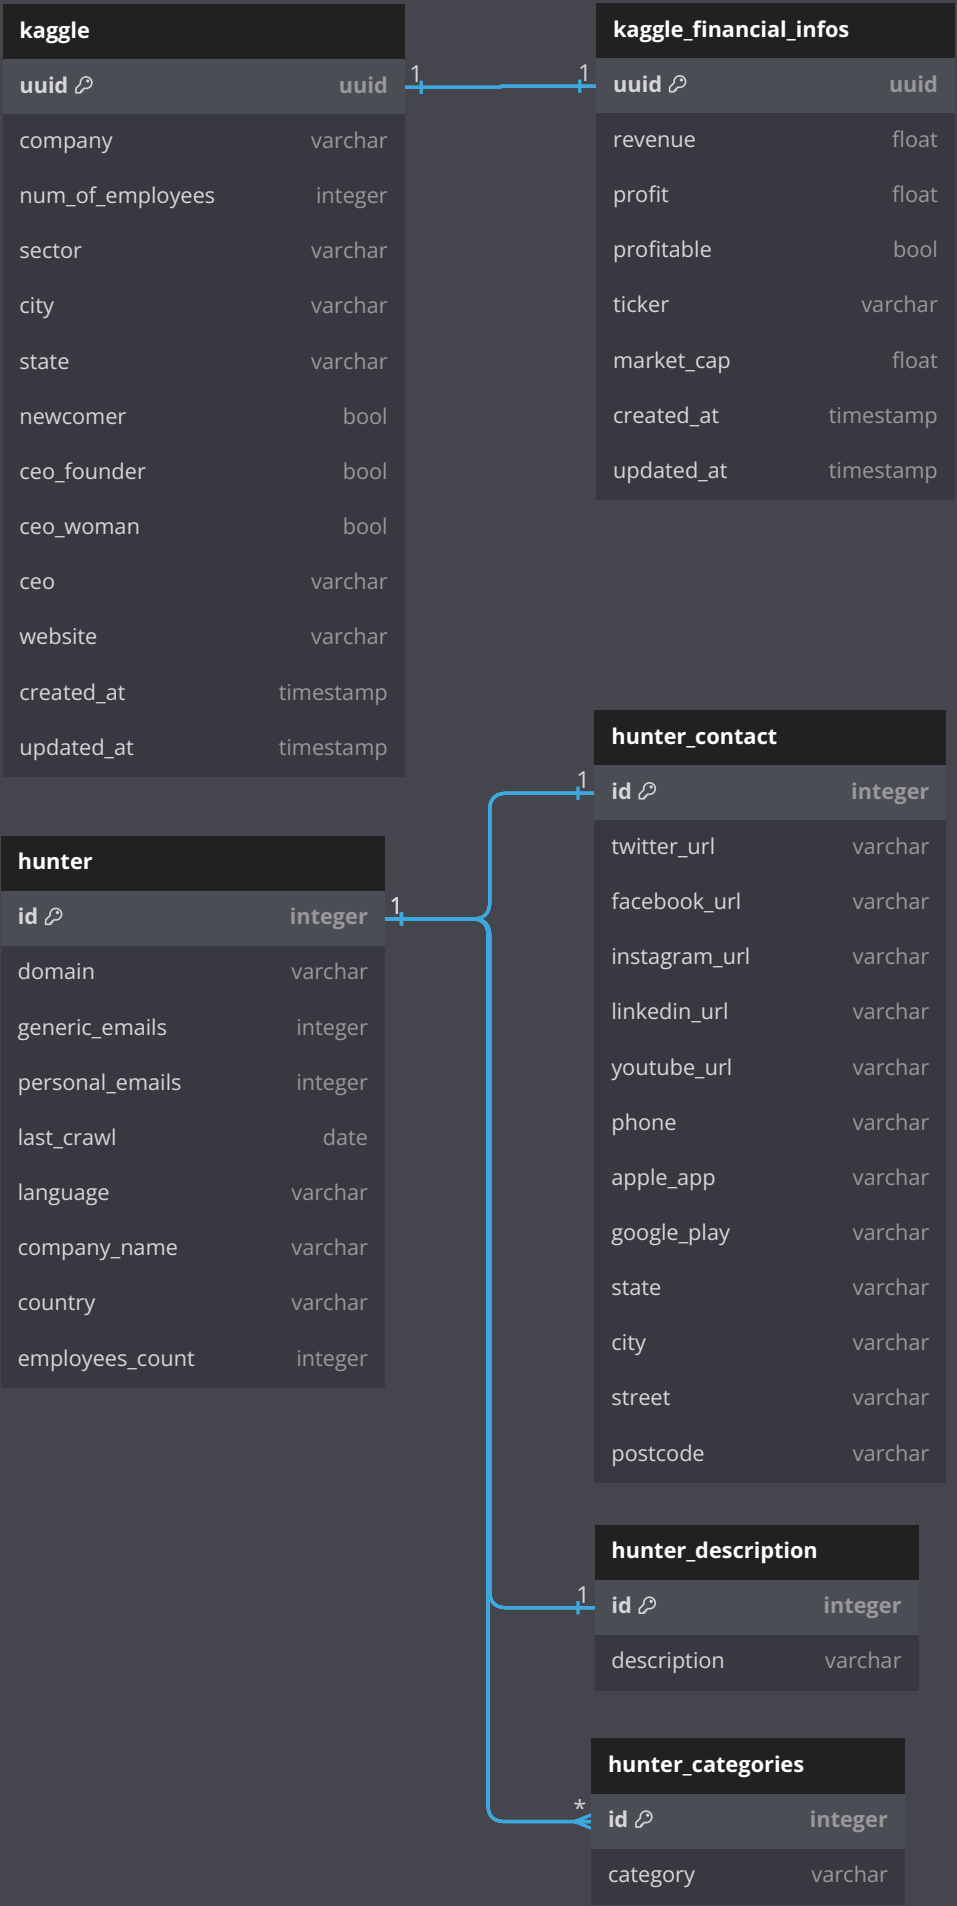 kaggle
uuid uuid
company varchar
num_of_employees integer
sector varchar
city varchar
state varchar
newcomer bool
ceo_founder bool
ceo_woman bool
ceo varchar
website varchar
created_at timestamp
updated_at timestamp
1 1
kaggle_financial_infos
uuid uuid
revenue float
profit float
profitable bool
ticker varchar
market_cap float
created_at timestamp
updated_at timestamp
hunter
id integer
domain varchar
generic_emails integer
personal_emails integer
last_crawl date
language varchar
company_name varchar
country varchar
employees_count integer
1
1
hunter_contact
id integer
twitter_url varchar
facebook_url varchar
instagram_url varchar
linkedin_url varchar
youtube_url varchar
phone varchar
apple_app varchar
google_play varchar
state varchar
city varchar
street varchar
postcode varchar
1
hunter_description
id integer
description varchar
*
hunter_categories
id integer
category varchar